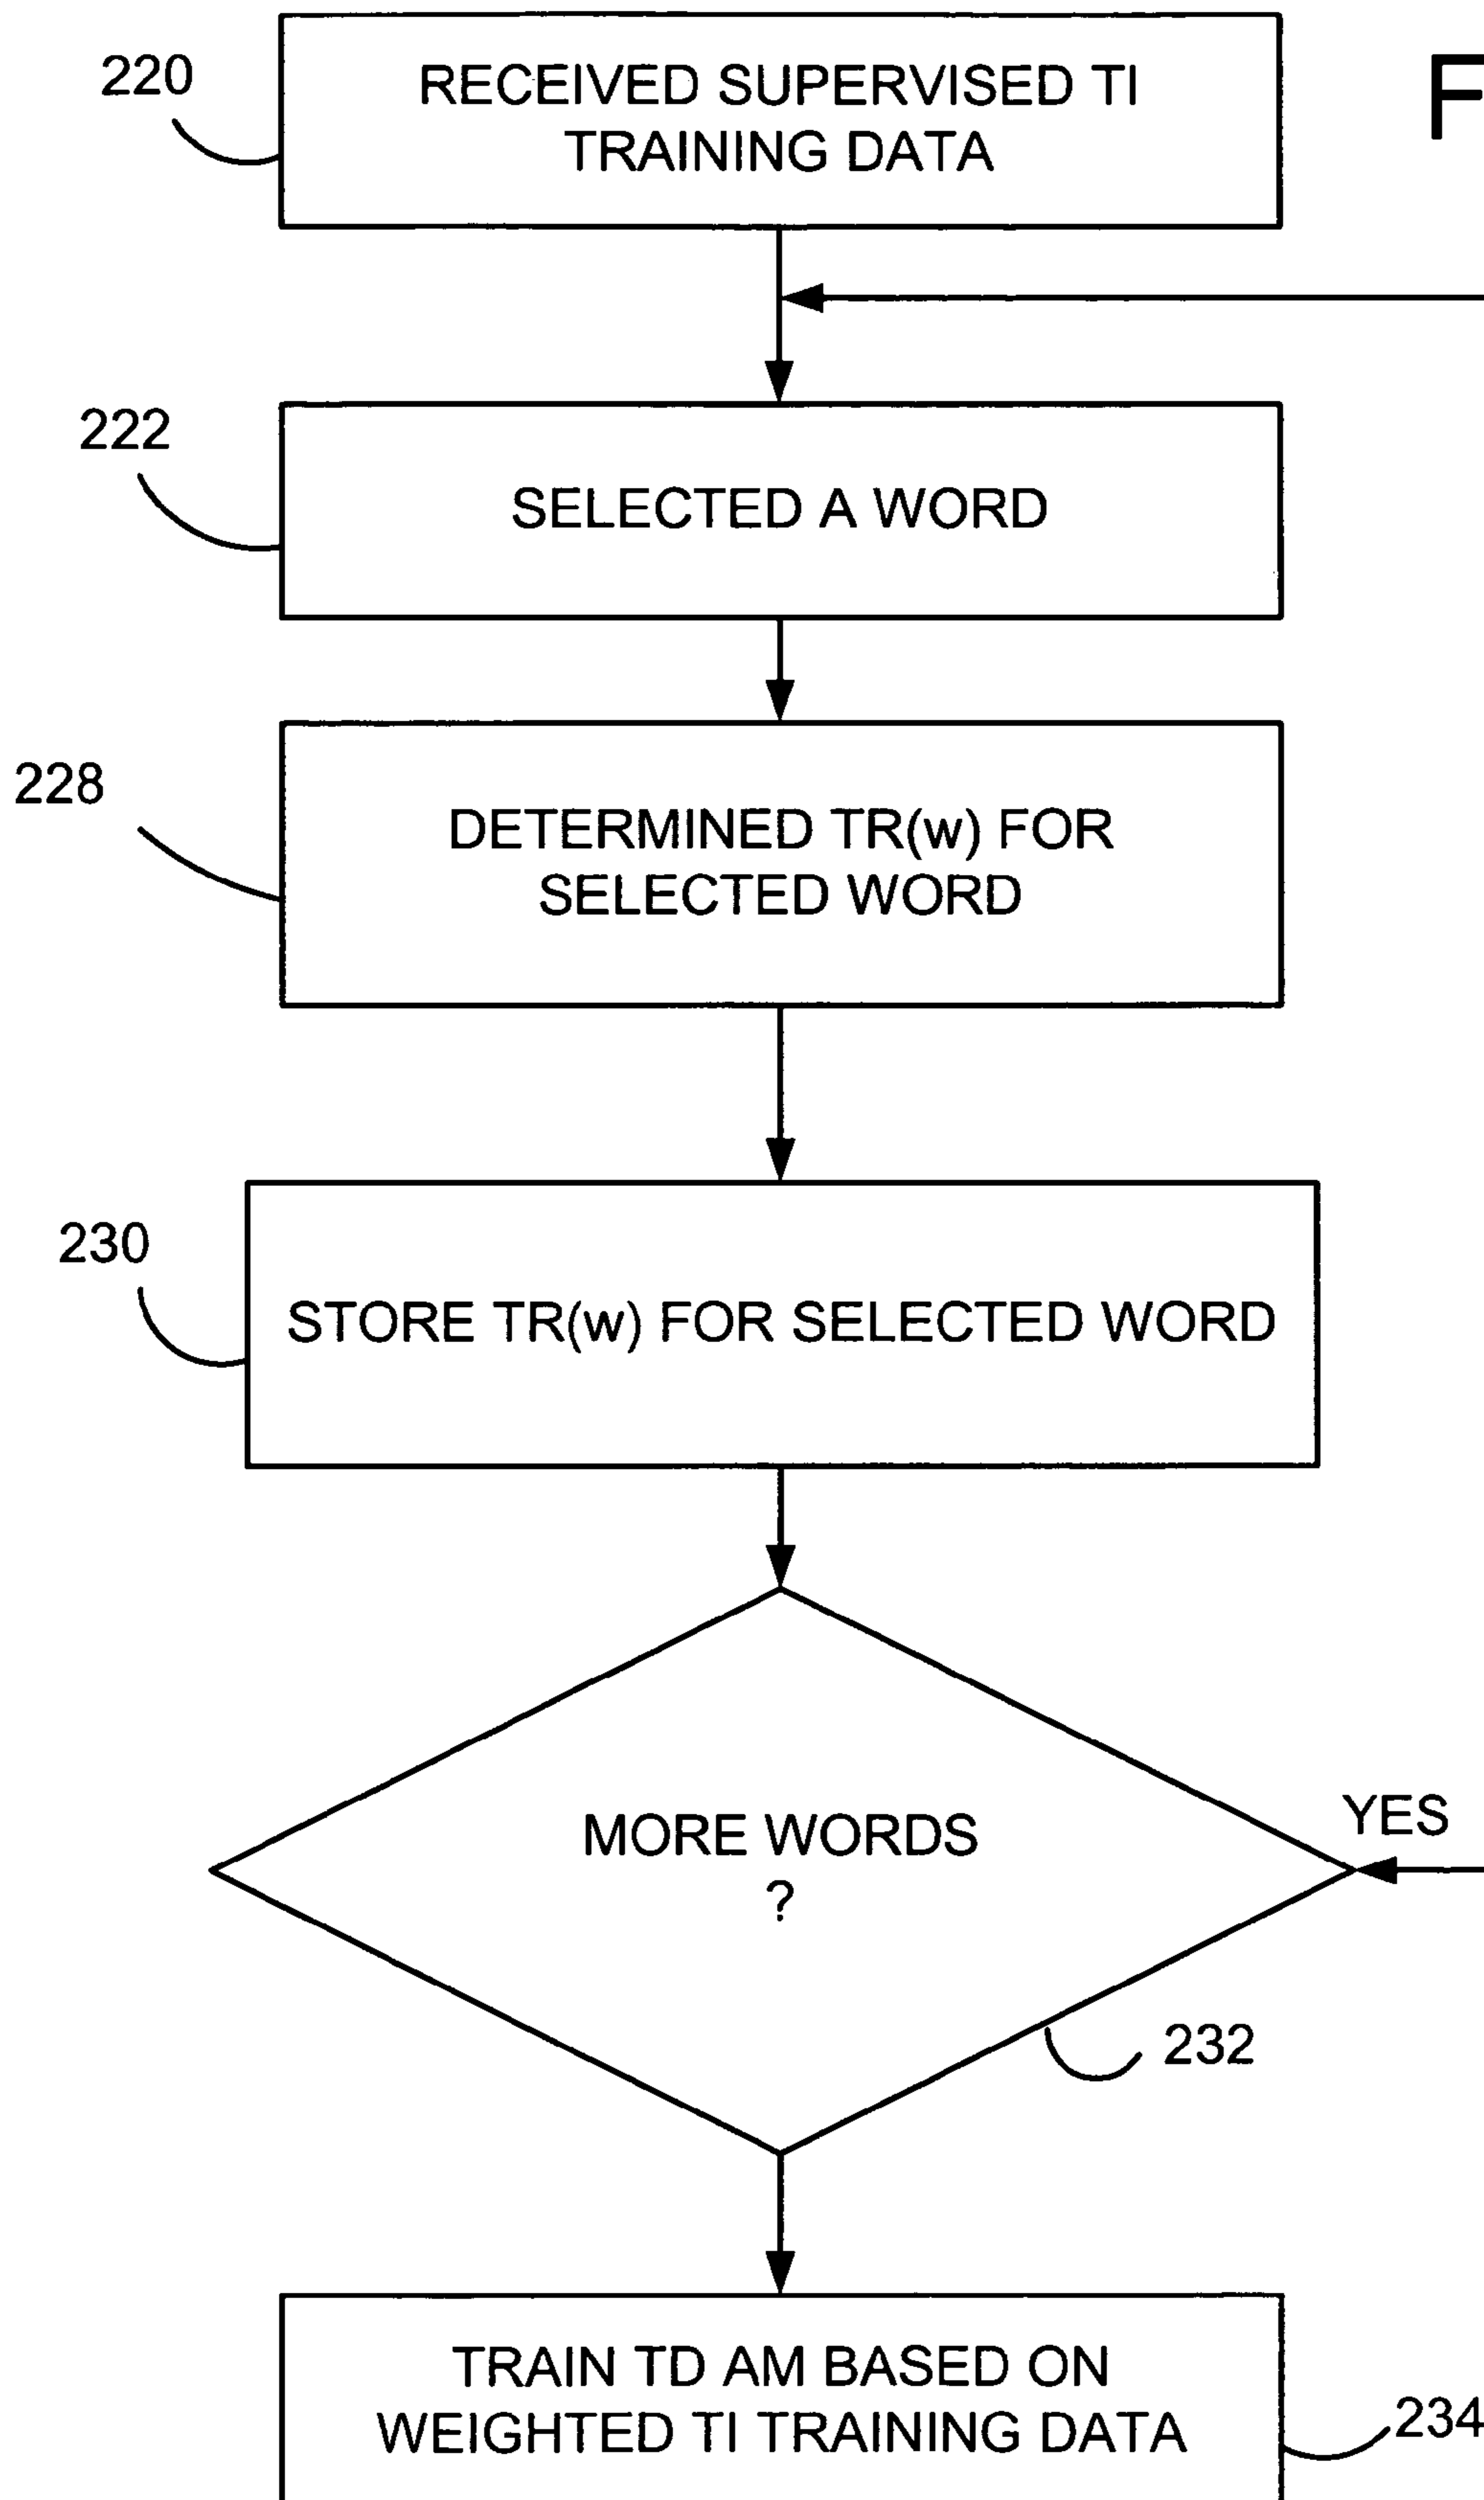 220
RECEIVED SUPERVISED TI
TRAINING DATA
F
222
SELECTED A WORD
228
DETERMINED TR(w) FOR
SELECTED WORD
230
STORE TR(w) FOR SELECTED WORD
MORE WORDS
?
YES
232
TRAIN TD AM BASED ON
WEIGHTED TI TRAINING DATA
234